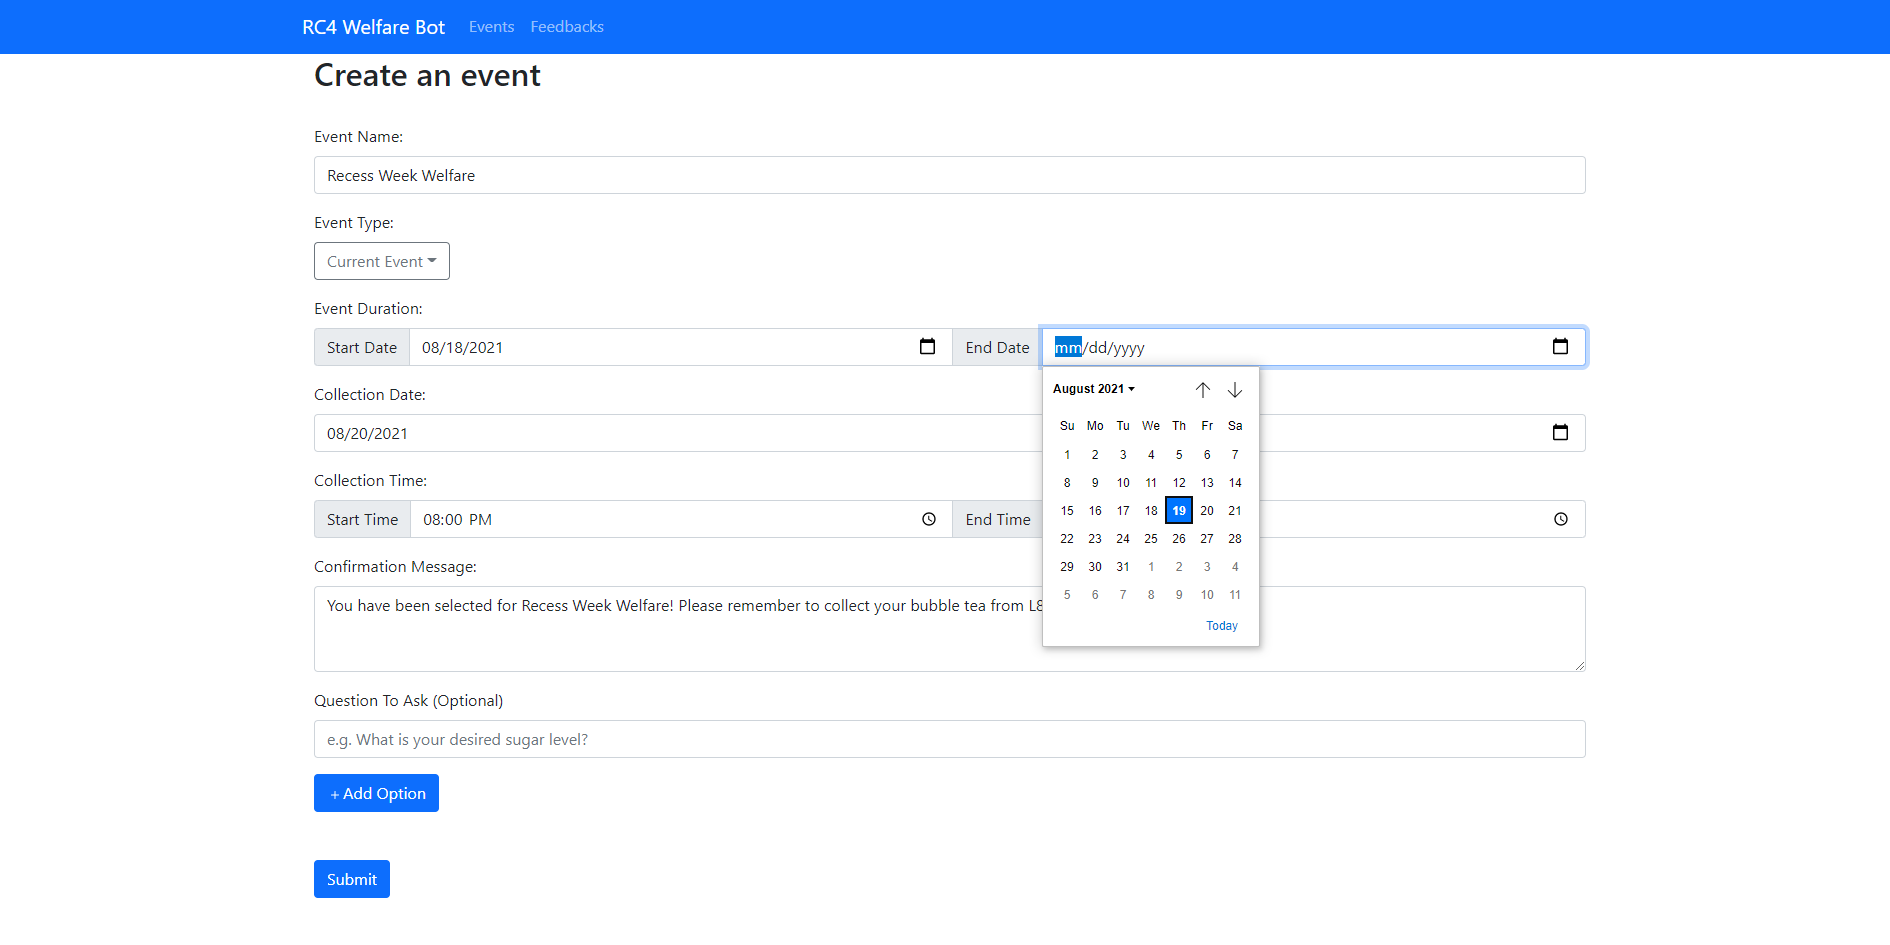 RC4 Welfare Bot Events Feedbacks
Create an event
Event Name:
Recess Week Welfare
Event Type:
Current Event
Event Duration:
Start Date 08/18/2021 End Date mm/dd/yyyy
August 2021
Su Mo Tu We Th Fr Sa
1 2 3 4 5 6 7
8 9 10 11 12 13 14
15 16 17 18 19 20 21
22 23 24 25 26 27 28
29 30 31 1 2 3 4
5 6 7 8 9 10 11
Today
Collection Date:
08/20/2021
Collection Time:
Start Time 08:00 PM End Time
Confirmation Message:
You have been selected for Recess Week Welfare! Please remember to collect your bubble tea from L8
Question To Ask (Optional)
e.g. What is your desired sugar level?
+ Add Option
Submit